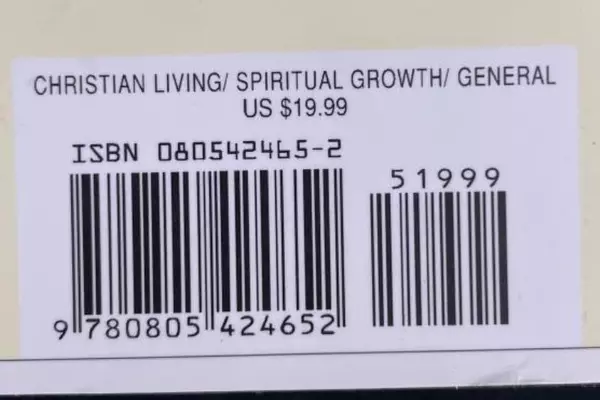 CHRISTIAN LIVING/ SPIRITUAL GROWTH/ GENERAL
US $19.99
ISBN 080542465-2
51999
9 780805 424652